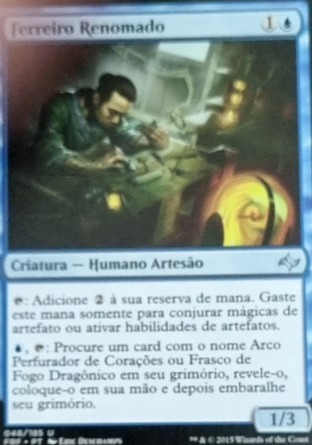 Ferreiro Renomado 1
Criatura — Humano Artesão
: Adicione 2 à sua reserva de mana. Gaste
este mana somente para conjurar mágicas de
artefato ou ativar habilidades de artefatos.
, : Procure um card com o nome Arco
Perfurador de Corações ou Frasco de
Fogo Dragônico em seu grimório, revele-o,
coloque-o em sua mão e depois embaralhe
seu grimório.
1/3
048/185 U
FRF • PT Eric Deschamps
™ & © 2015 Wizards of the Coast